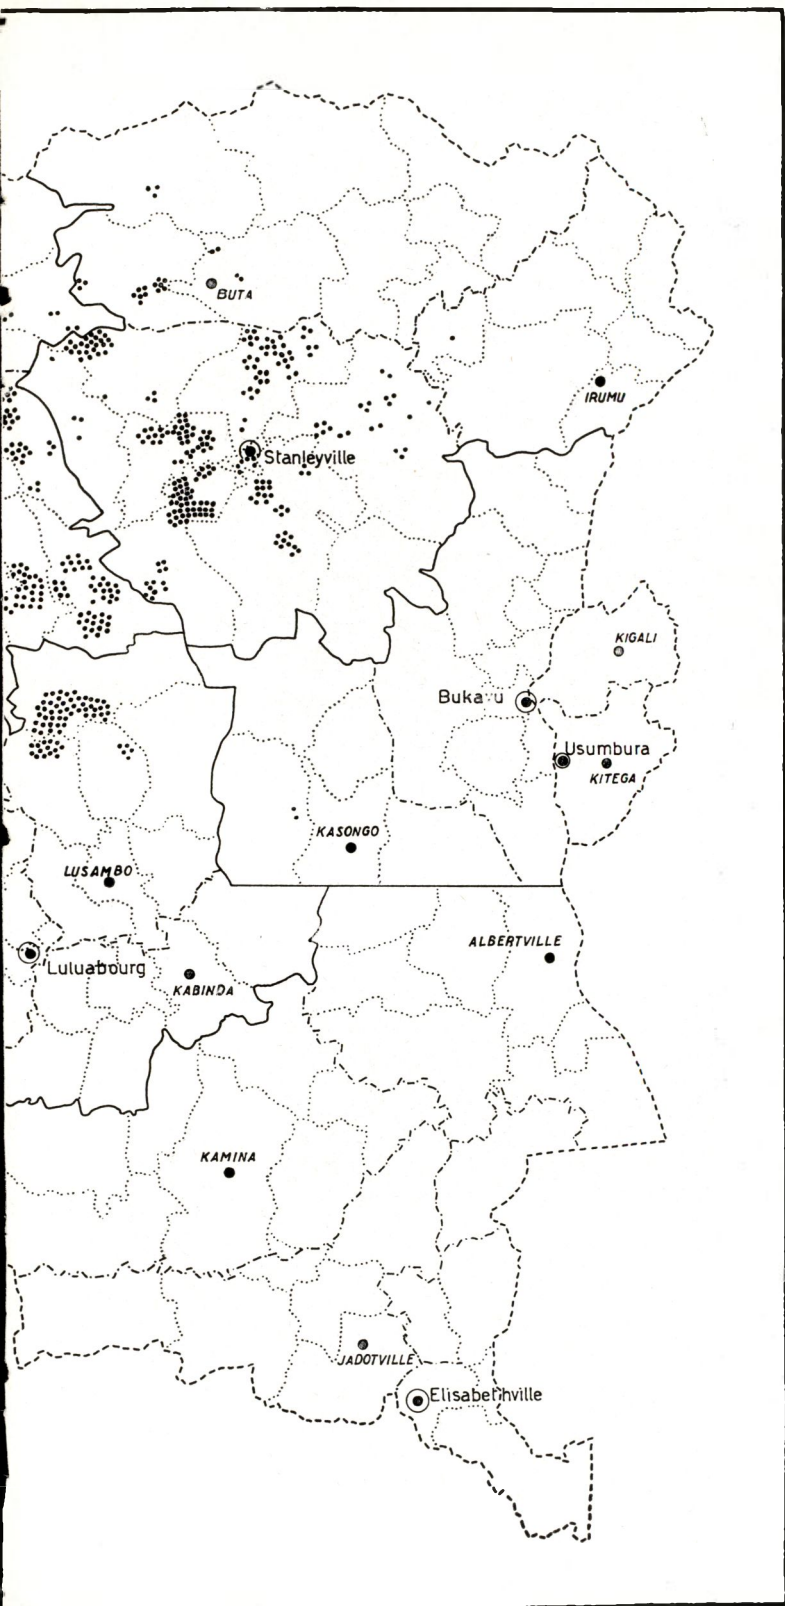 BUTA
IRUMU
Stanleyville
KIGALI
Bukavu
Usumbura
KITEGA
KASONGO
LUSAMBO
ALBERTVILLE
Luluabourg
KABINDA
KAMINA
JADOTVILLE
Elisabethville